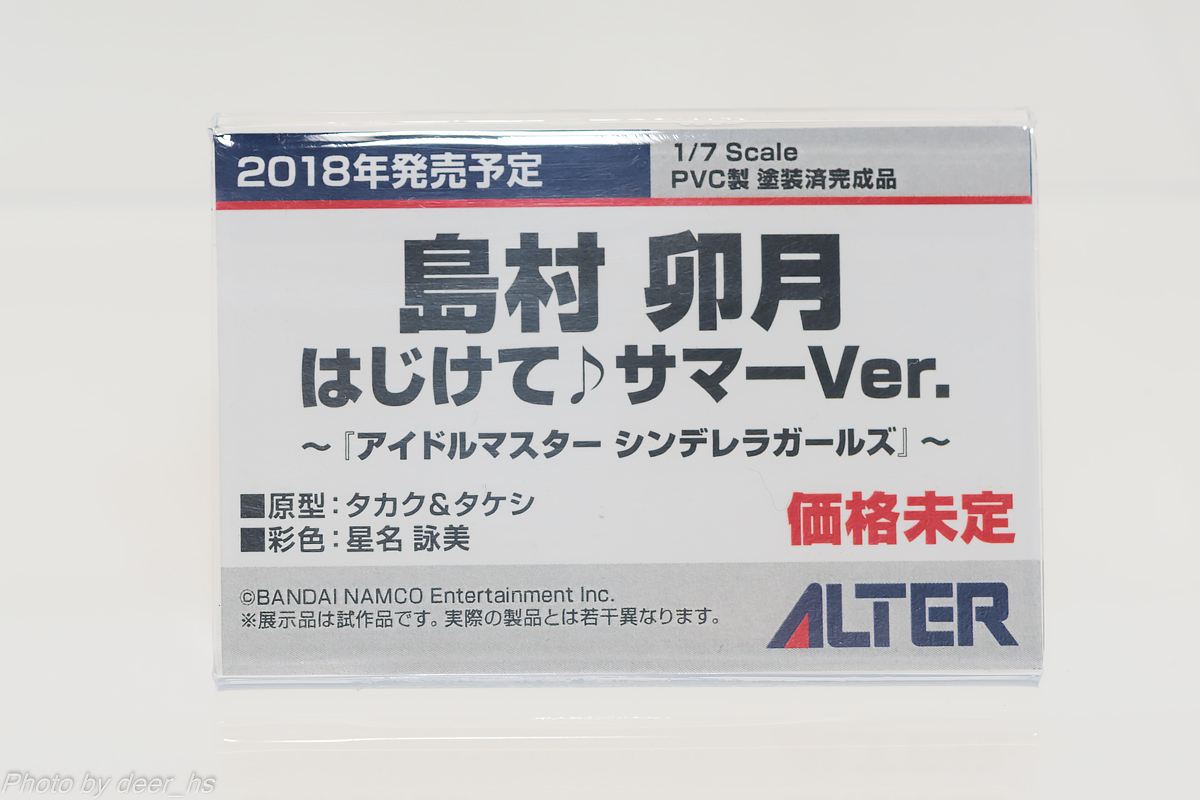 2018年発売予定
1/7 Scale
PVC製 塗装済完成品
島村 卯月
はじけて♪サマーVer.
～『アイドルマスター シンデレラガールズ』～
■原型：タカク&タケシ
■彩色：星名 詠美
価格未定
©BANDAI NAMCO Entertainment Inc.
※展示品は試作品です。実際の製品とは若干異なります。
ALTER
Photo by deer_hs